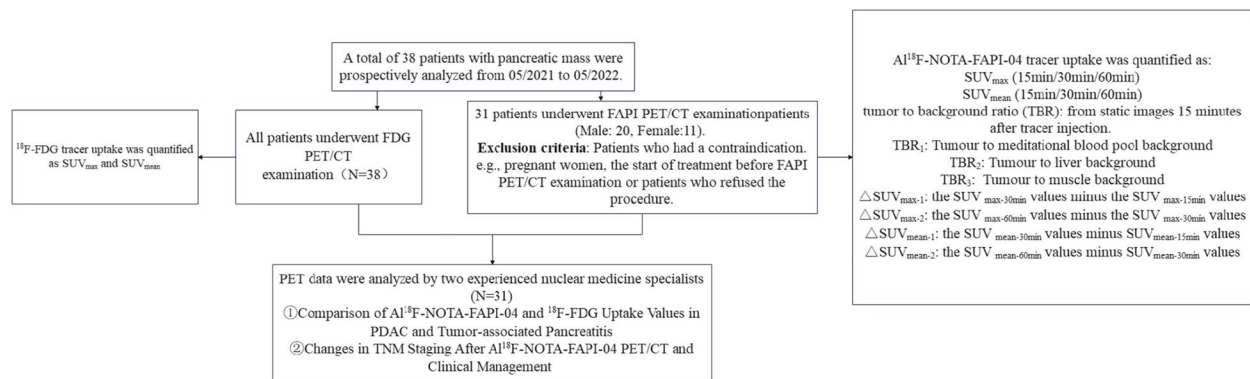 A total of 38 patients with pancreatic mass were
prospectively analyzed from 05/2021 to 05/2022.
¹⁸F-FDG tracer uptake was quantified
as SUVmax and SUVmean
All patients underwent FDG
PET/CT
examination（N=38）
31 patients underwent FAPI PET/CT examinationpatients
(Male: 20, Female:11).
Exclusion criteria: Patients who had a contraindication.
e.g., pregnant women, the start of treatment before FAPI
PET/CT examination or patients who refused the
procedure.
Al¹⁸F-NOTA-FAPI-04 tracer uptake was quantified as:
SUVmax (15min/30min/60min)
SUVmean (15min/30min/60min)
tumor to background ratio (TBR): from static images 15 minutes
after tracer injection.
TBR₁: Tumour to meditational blood pool background
TBR₂: Tumour to liver background
TBR₃: Tumour to muscle background
△SUVmax-1: the SUV max-30min values minus the SUV max-15min values
△SUVmax-2: the SUV max-60min values minus the SUV max-30min values
△SUVmean-1: the SUV mean-30min values minus SUVmean-15min values
△SUVmean-2: the SUV mean-60min values minus SUVmean-30min values
PET data were analyzed by two experienced nuclear medicine specialists
(N=31)
①Comparison of Al¹⁸F-NOTA-FAPI-04 and ¹⁸F-FDG Uptake Values in
PDAC and Tumor-associated Pancreatitis
②Changes in TNM Staging After Al¹⁸F-NOTA-FAPI-04 PET/CT and
Clinical Management